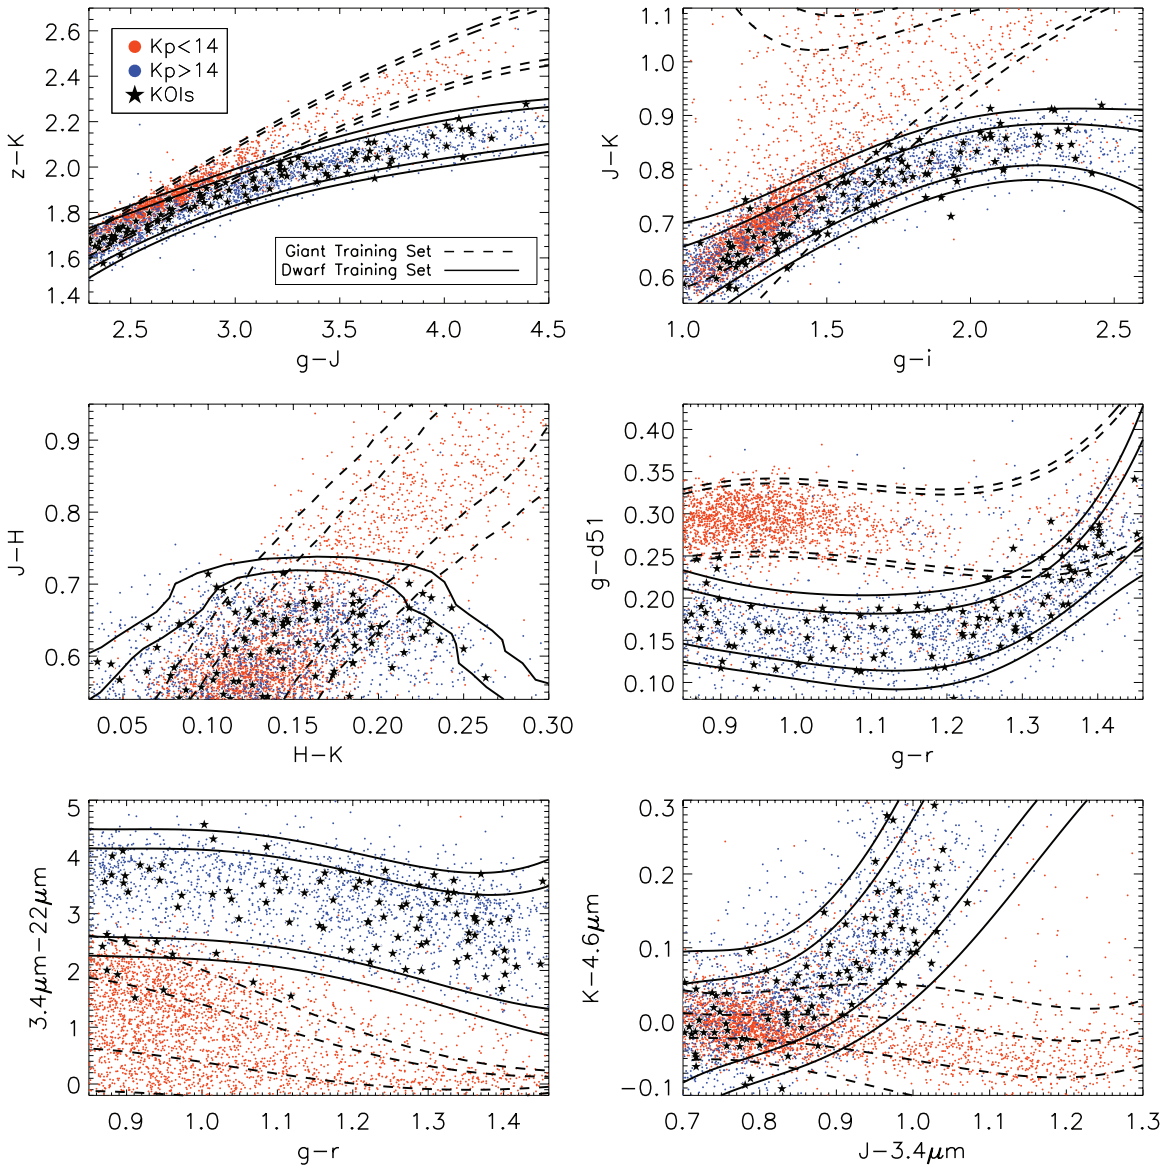 2.6
2.4
2.2
2.0
1.8
1.6
1.4
z−K
Kp<14
Kp>14
KOIs
Giant Training Set
Dwarf Training Set
2.5 3.0 3.5 4.0 4.5
g−J
1.1
1.0
0.9
0.8
0.7
0.6
J−K
1.0 1.5 2.0 2.5
g−i
0.9
0.8
0.7
0.6
J−H
0.05 0.10 0.15 0.20 0.25 0.30
H−K
0.40
0.35
0.30
0.25
0.20
0.15
0.10
g−d51
0.9 1.0 1.1 1.2 1.3 1.4
g−r
5
4
3
2
1
0
3.4μm−22μm
0.9 1.0 1.1 1.2 1.3 1.4
g−r
0.3
0.2
0.1
0.0
−0.1
K−4.6μm
0.7 0.8 0.9 1.0 1.1 1.2 1.3
J−3.4μm